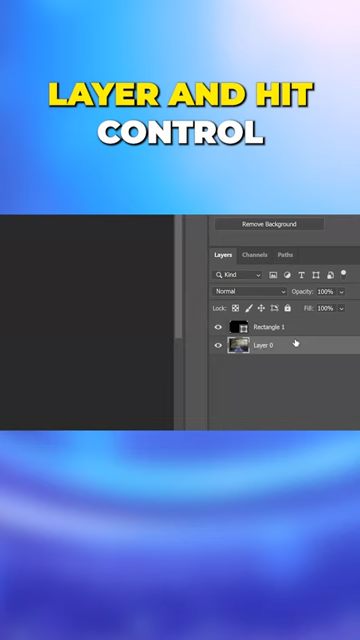 LAYER AND HIT
CONTROL
Remove Background
Layers Channels Paths
Kind
Normal Opacity: 100%
Lock: Fill: 100%
Rectangle 1
Layer 0